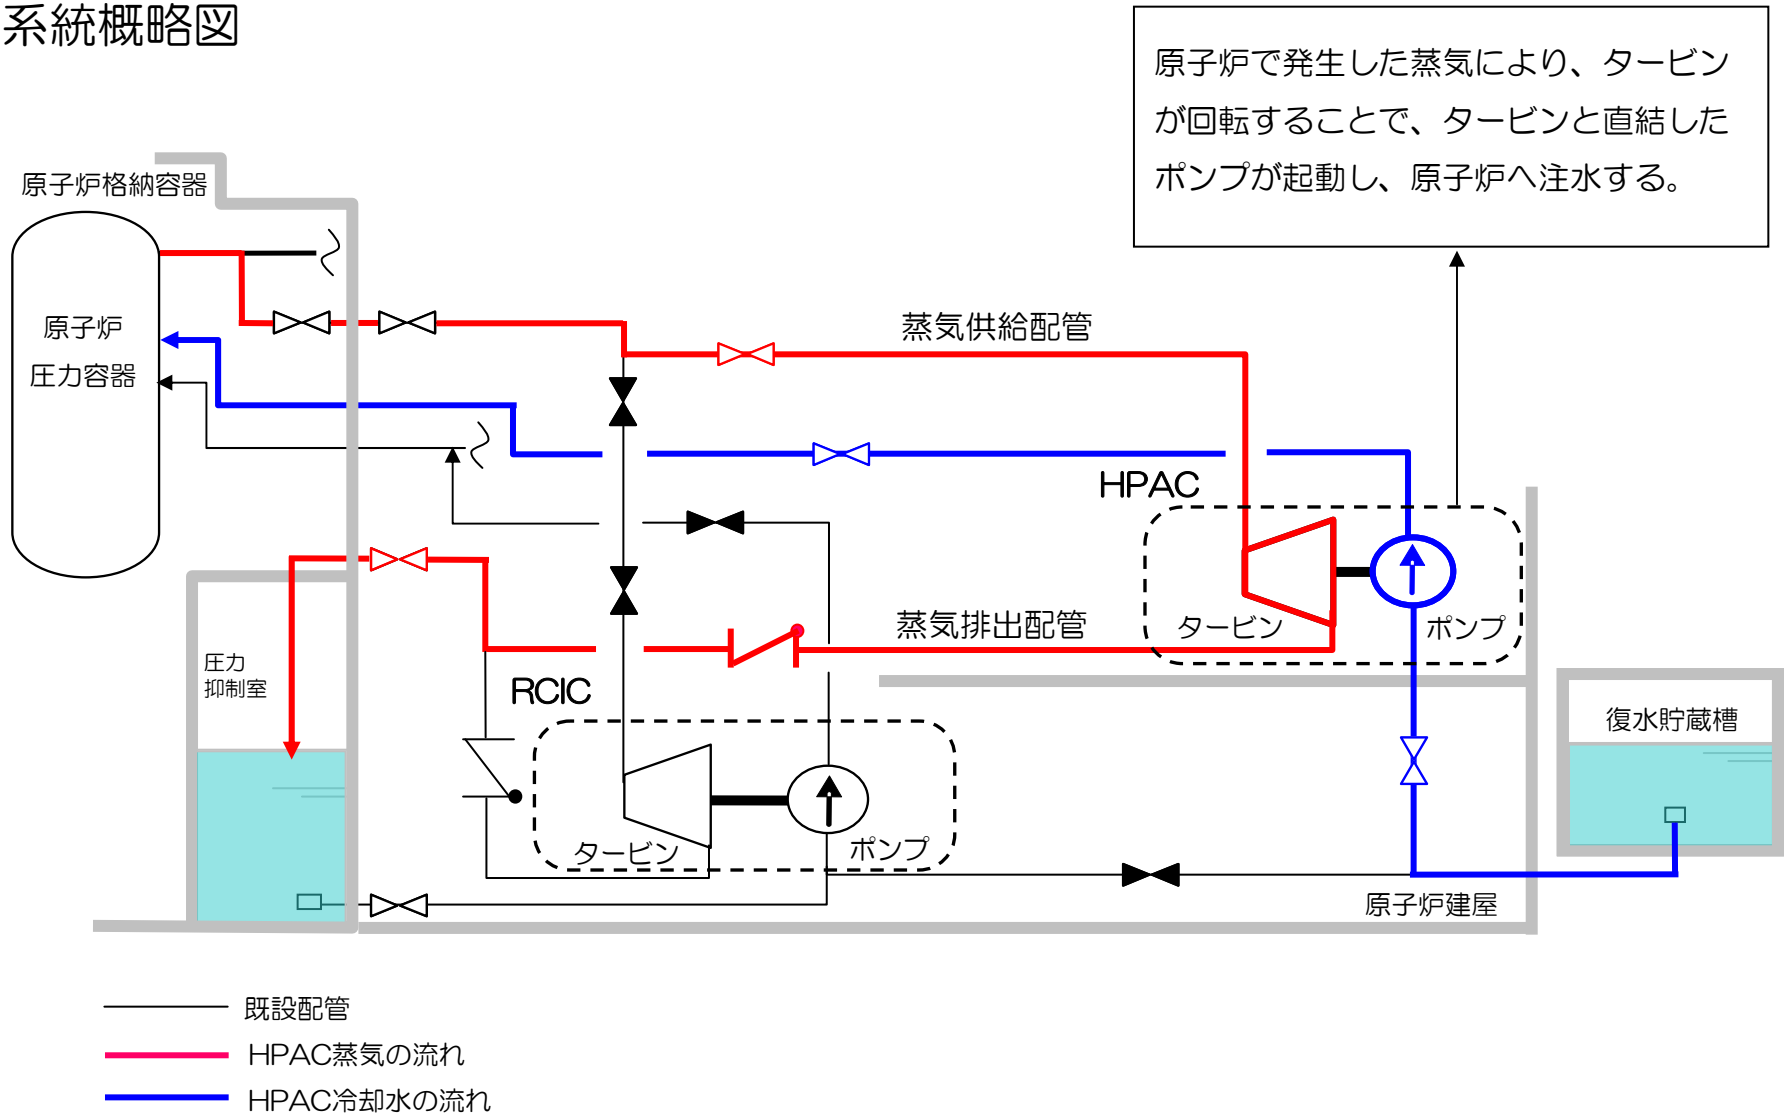 系統概略図
原子炉で発生した蒸気により、タービン
が回転することで、タービンと直結した
ポンプが起動し、原子炉へ注水する。
原子炉格納容器
原子炉
圧力容器
蒸気供給配管
HPAC
タービン
ポンプ
蒸気排出配管
圧力
抑制室
RCIC
タービン
ポンプ
復水貯蔵槽
原子炉建屋
既設配管
HPAC蒸気の流れ
HPAC冷却水の流れ